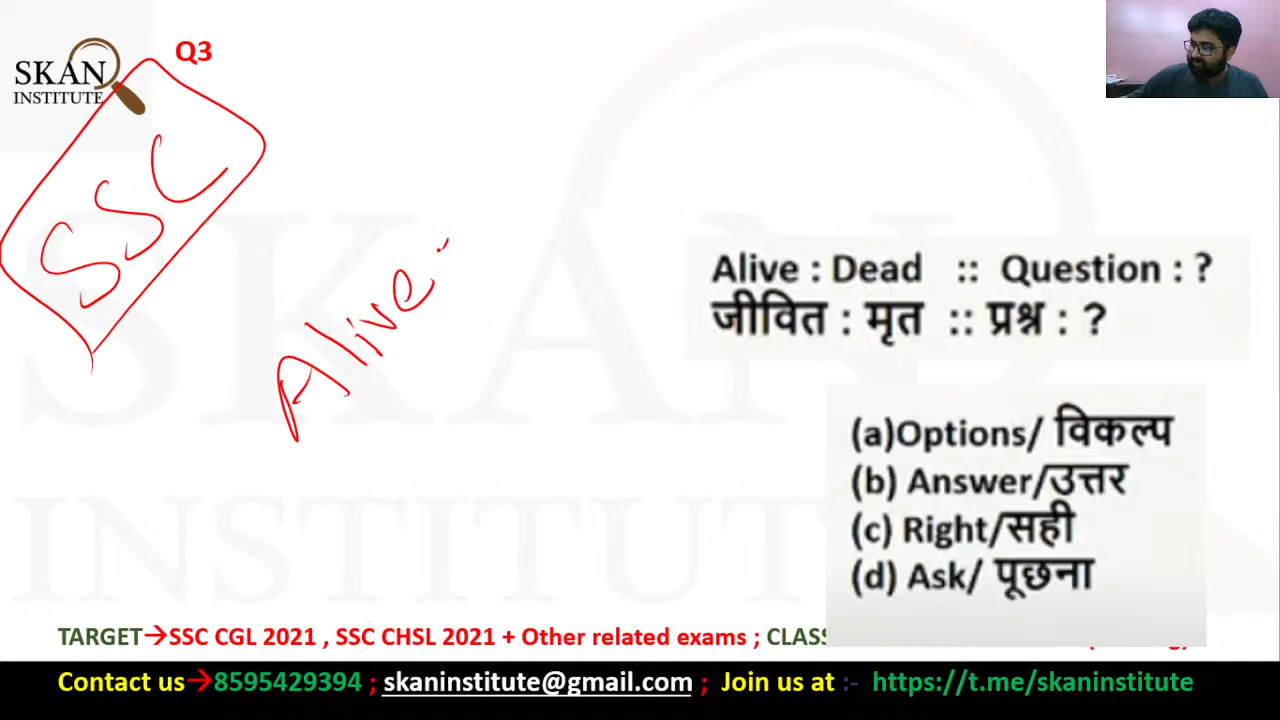 SKAN
INSTITUTE
Q3
SSC
Alive -
Alive : Dead :: Question : ?
जीवित : मृत :: प्रश्न : ?
(a)Options/ विकल्प
(b) Answer/उत्तर
(c) Right/सही
(d) Ask/ पूछना
SKAN
INSTITUTE
TARGET→SSC CGL 2021 , SSC CHSL 2021 + Other related exams ; CLASS
Contact us→8595429394 ; skaninstitute@gmail.com ; Join us at :- https://t.me/skaninstitute